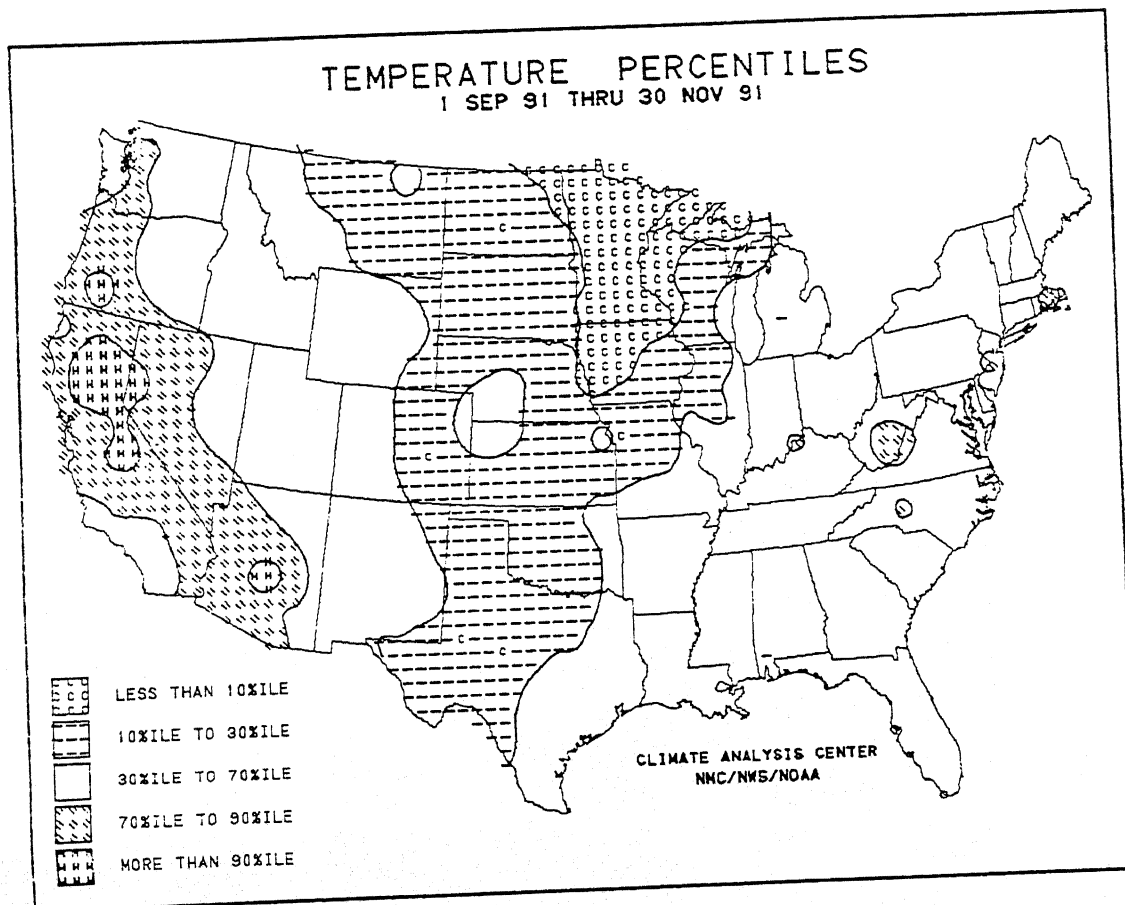 TEMPERATURE PERCENTILES
1 SEP 91 THRU 30 NOV 91
LESS THAN 10%ILE
10%ILE TO 30%ILE
30%ILE TO 70%ILE
70%ILE TO 90%ILE
MORE THAN 90%ILE
CLIMATE ANALYSIS CENTER
NMC/NWS/NOAA